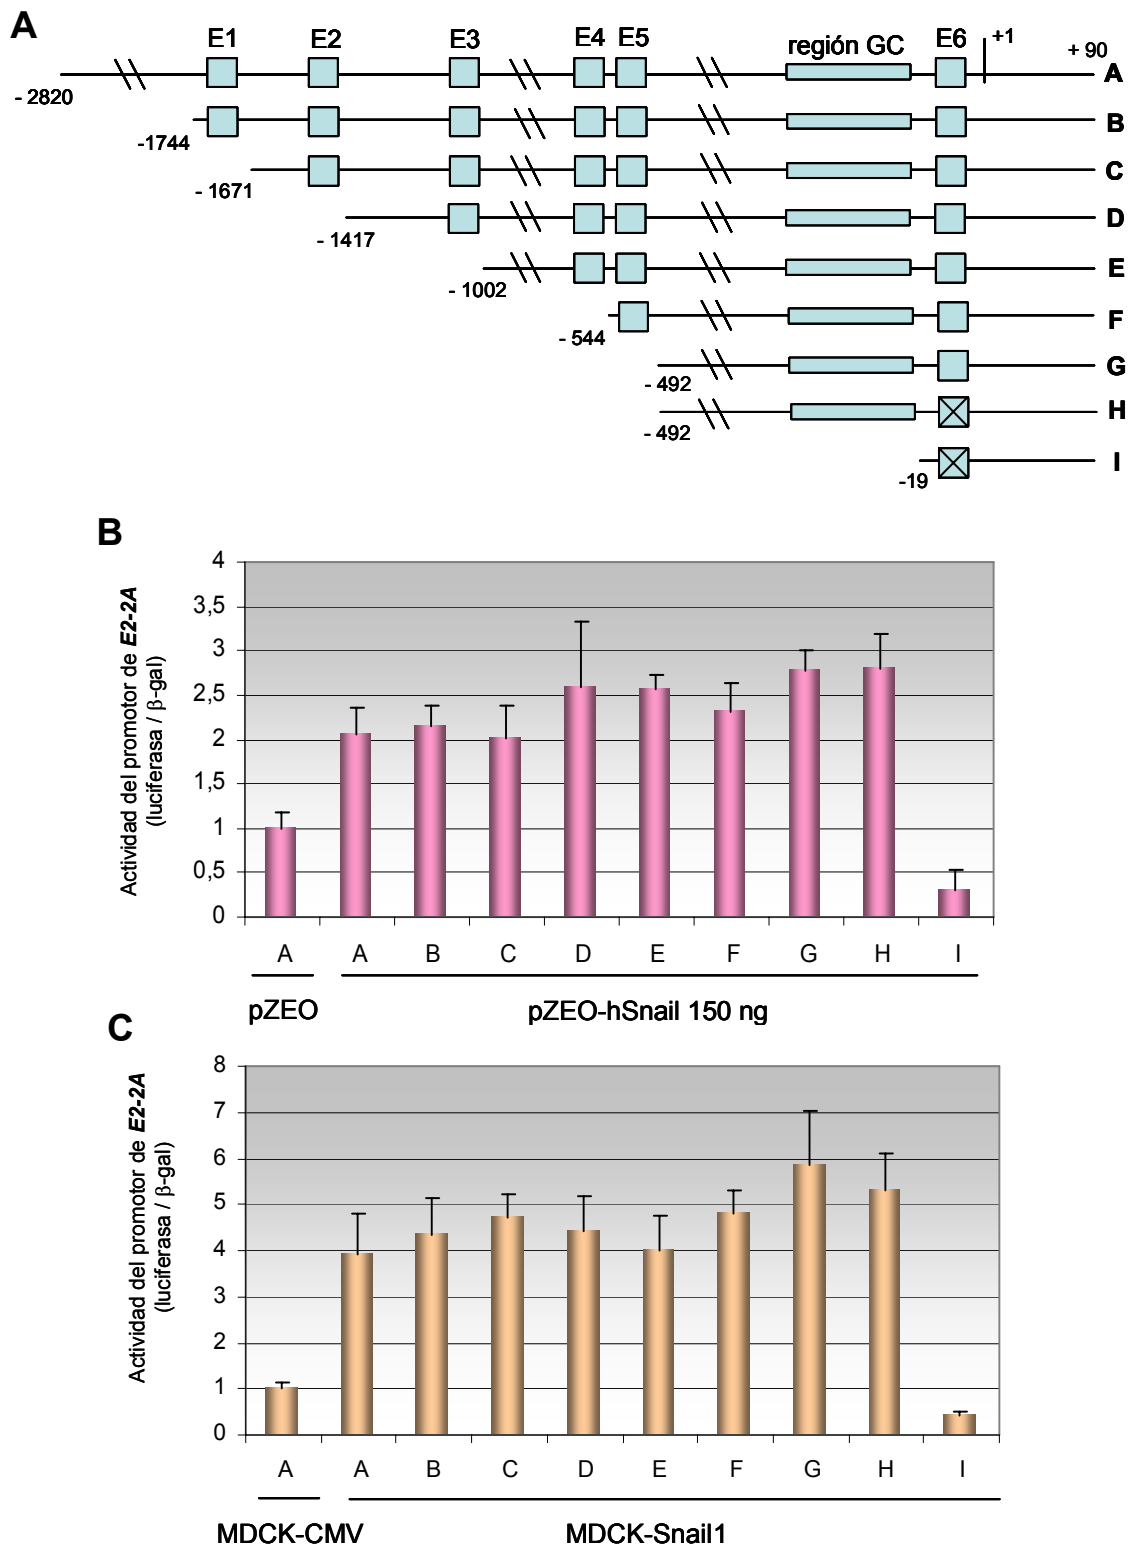 A
E1 E2 E3 E4 E5 región GC E6 +1 + 90
- 2820 A
-1744 B
- 1671 C
- 1417 D
- 1002 E
- 544 F
- 492 G
- 492 H
-19 I
B
Actividad del promotor de E2-2A
(luciferasa / β-gal)
4
3,5
3
2,5
2
1,5
1
0,5
0
A A B C D E F G H I
pZEO pZEO-hSnail 150 ng
C
Actividad del promotor de E2-2A
(luciferasa / β-gal)
8
7
6
5
4
3
2
1
0
A A B C D E F G H I
MDCK-CMV MDCK-Snail1